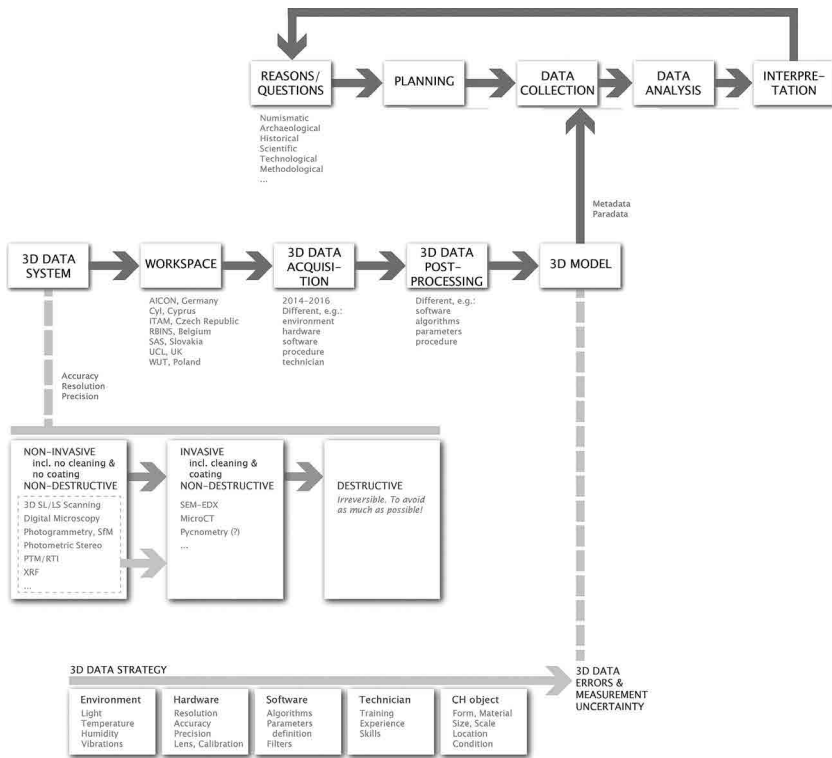 REASONS/
QUESTIONS
PLANNING
DATA
COLLECTION
DATA
ANALYSIS
INTERPRE-
TATION
Numismatic
Archaeological
Historical
Scientific
Technological
Methodological
...
Metadata
Paradata
3D DATA
SYSTEM
WORKSPACE
3D DATA
ACQUISI-
TION
3D DATA
POST-
PROCESSING
3D MODEL
AICON, Germany
CyI, Cyprus
ITAM, Czech Republic
RBINS, Belgium
SAS, Slovakia
UCL, UK
WUT, Poland
2014-2016
Different, e.g.:
environment
hardware
software
procedure
technician
Different, e.g.:
software
algorithms
parameters
procedure
Accuracy
Resolution
Precision
NON-INVASIVE
incl. no cleaning &
no coating
NON-DESTRUCTIVE
3D SL/LS Scanning
Digital Microscopy
Photogrammetry, SfM
Photometric Stereo
PTM/RTI
XRF
...
INVASIVE
incl. cleaning &
coating
NON-DESTRUCTIVE
SEM-EDX
MicroCT
Pycnometry (?)
...
DESTRUCTIVE
Irreversible. To avoid
as much as possible!
3D DATA STRATEGY
3D DATA
ERRORS &
MEASUREMENT
UNCERTAINTY
Environment
Light
Temperature
Humidity
Vibrations
Hardware
Resolution
Accuracy
Precision
Lens, Calibration
Software
Algorithms
Parameters
definition
Filters
Technician
Training
Experience
Skills
CH object
Form, Material
Size, Scale
Location
Condition